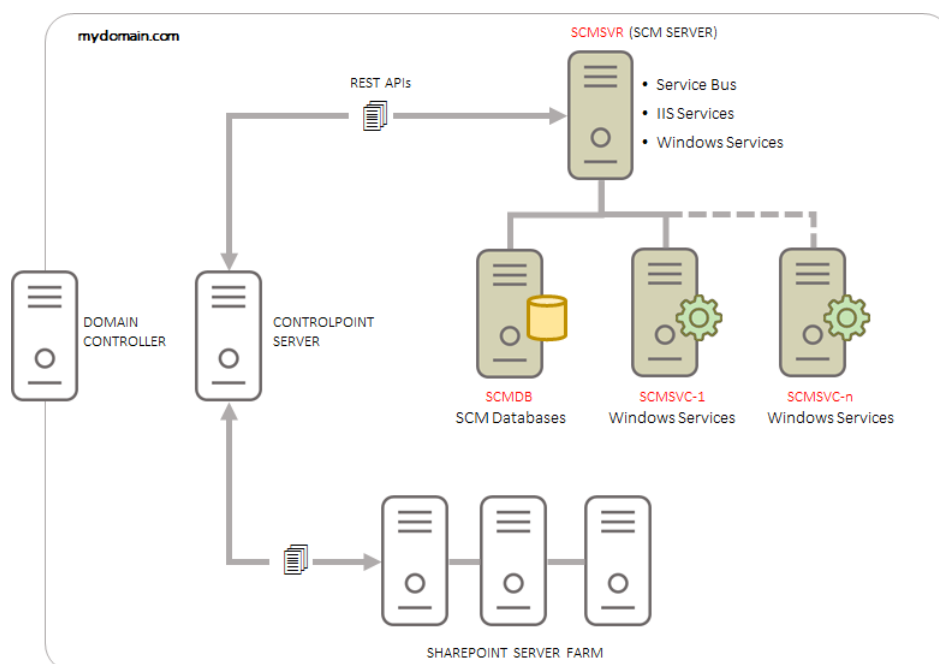 mydomain.com
SCMSVR (SCM SERVER)
REST APIs
• Service Bus
• IIS Services
• Windows Services
DOMAIN
CONTROLLER
CONTROLPOINT
SERVER
SCMDB
SCM Databases
SCMSVC-1
Windows Services
SCMSVC-n
Windows Services
SHAREPOINT SERVER FARM